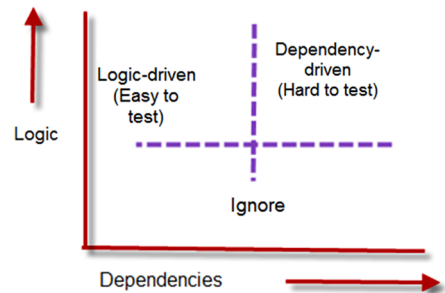 Dependency-
driven
(Hard to test)
Logic-driven
(Easy to
test)
Logic
Ignore
Dependencies